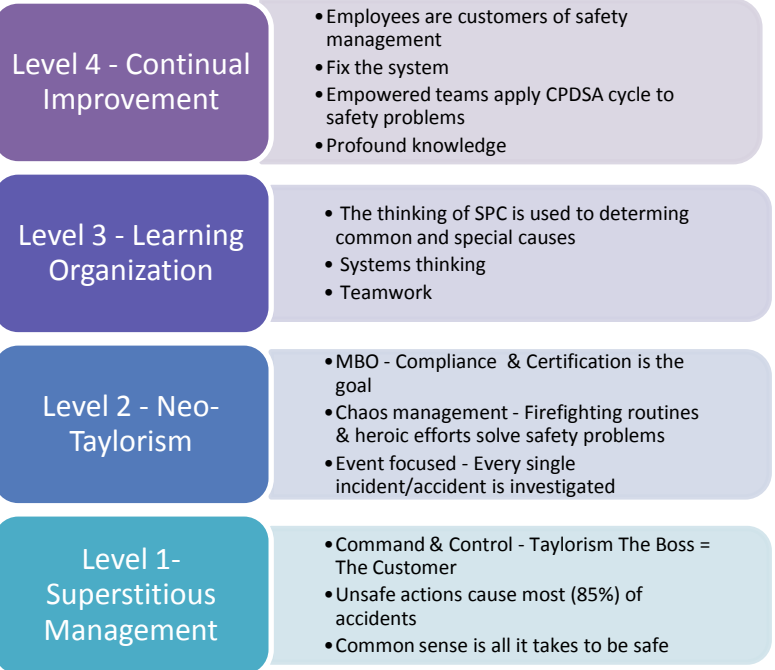 Level 4 - Continual
Improvement
•Employees are customers of safety
management
•Fix the system
•Empowered teams apply CPDSA cycle to
safety problems
•Profound knowledge
Level 3 - Learning
Organization
• The thinking of SPC is used to determing
common and special causes
• Systems thinking
• Teamwork
Level 2 - Neo-
Taylorism
•MBO - Compliance & Certification is the
goal
•Chaos management - Firefighting routines
& heroic efforts solve safety problems
•Event focused - Every single
incident/accident is investigated
Level 1-
Superstitious
Management
•Command & Control - Taylorism The Boss =
The Customer
•Unsafe actions cause most (85%) of
accidents
•Common sense is all it takes to be safe